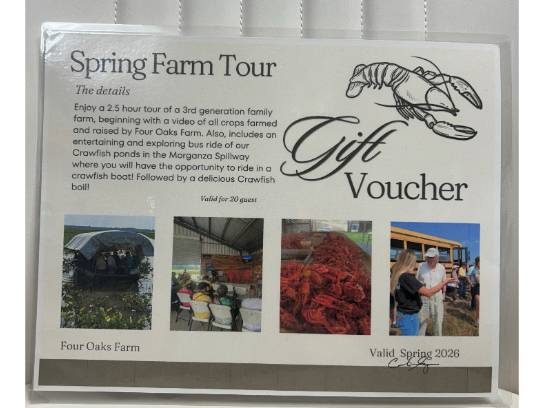 Spring Farm Tour
The details
Enjoy a 2.5 hour tour of a 3rd generation family
farm, beginning with a video of all crops farmed
and raised by Four Oaks Farm. Also, includes an
entertaining and exploring bus ride of our
Crawfish ponds in the Morganza Spillway
where you will have the opportunity to ride in a
crawfish boat! Followed by a delicious Crawfish
boil!
Valid for 20 guest
Gift
Voucher
Four Oaks Farm
Valid Spring 2026